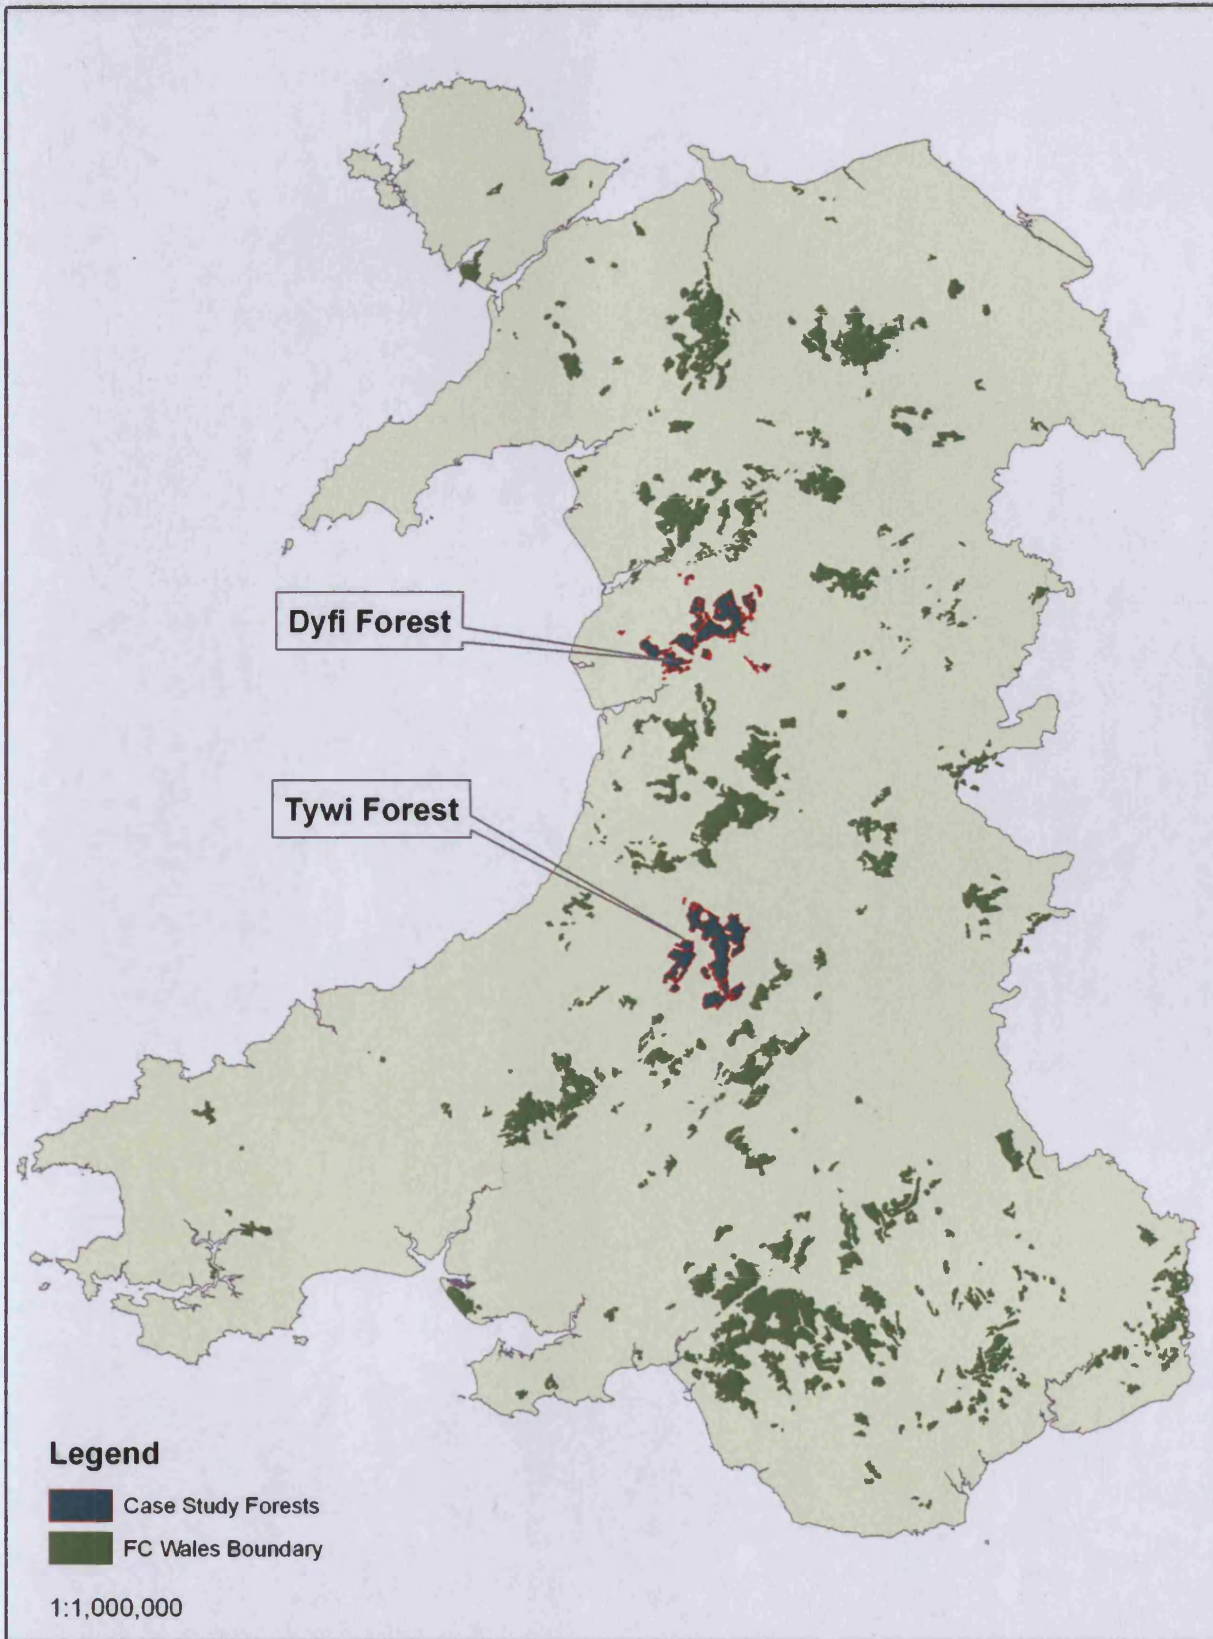 Dyfi Forest
Tywi Forest
Legend
Case Study Forests
FC Wales Boundary
1:1,000,000